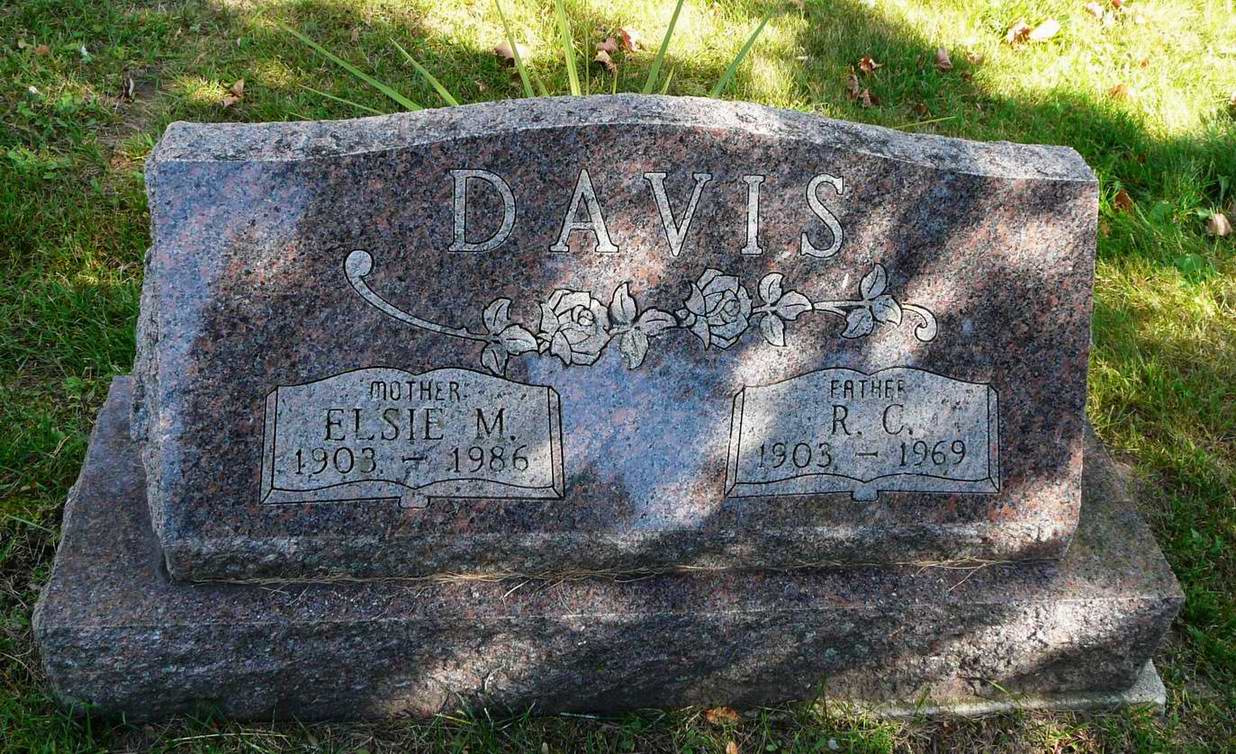 DAVIS
MOTHER
ELSIE M.
1903 – 1986
FATHER
R. C.
1903 – 1969